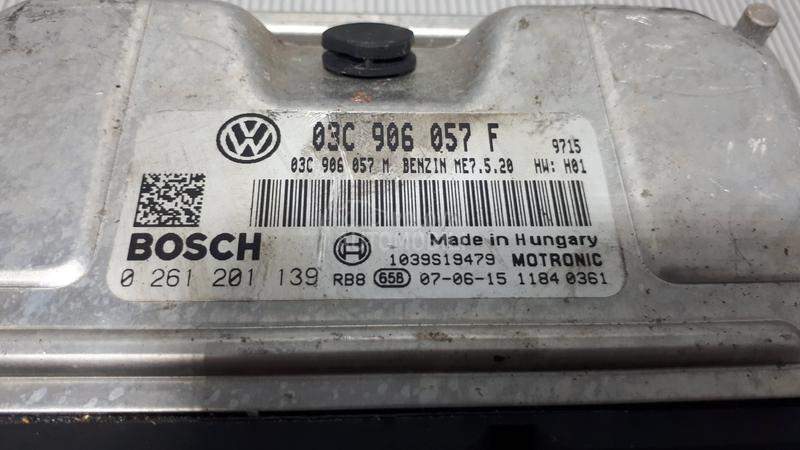 VW
03C 906 057 F 9715
03C 906 057 M BENZIN ME7.5.20 HW: H01
Made in Hungary
BOSCH 1039S19479 MOTRONIC
0 261 201 139 RB8 658 07-06-15 1184 0361